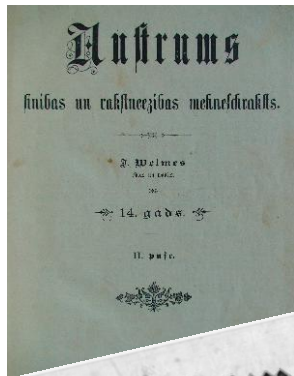 Austrums
sinibas un rakstneezibas mehneschraksts.
J. Welmes
14. gads.
II. puse.